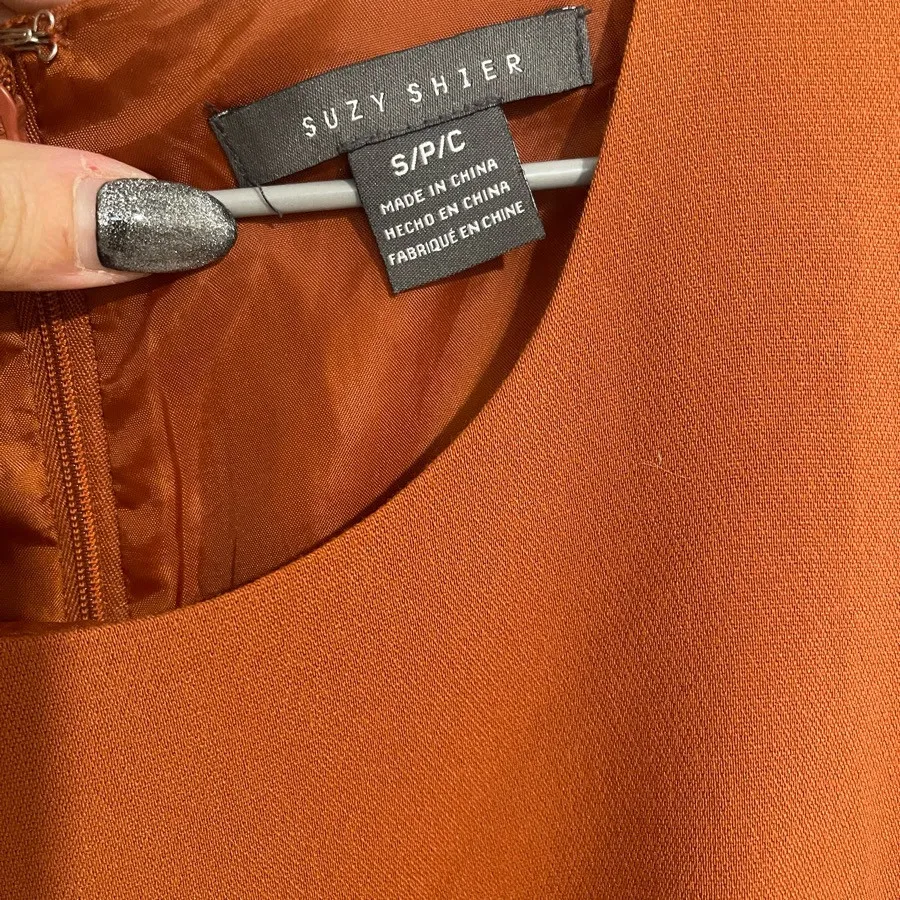 SUZY SHIER
S/P/C
MADE IN CHINA
HECHO EN CHINA
FABRIQUÉ EN CHINE